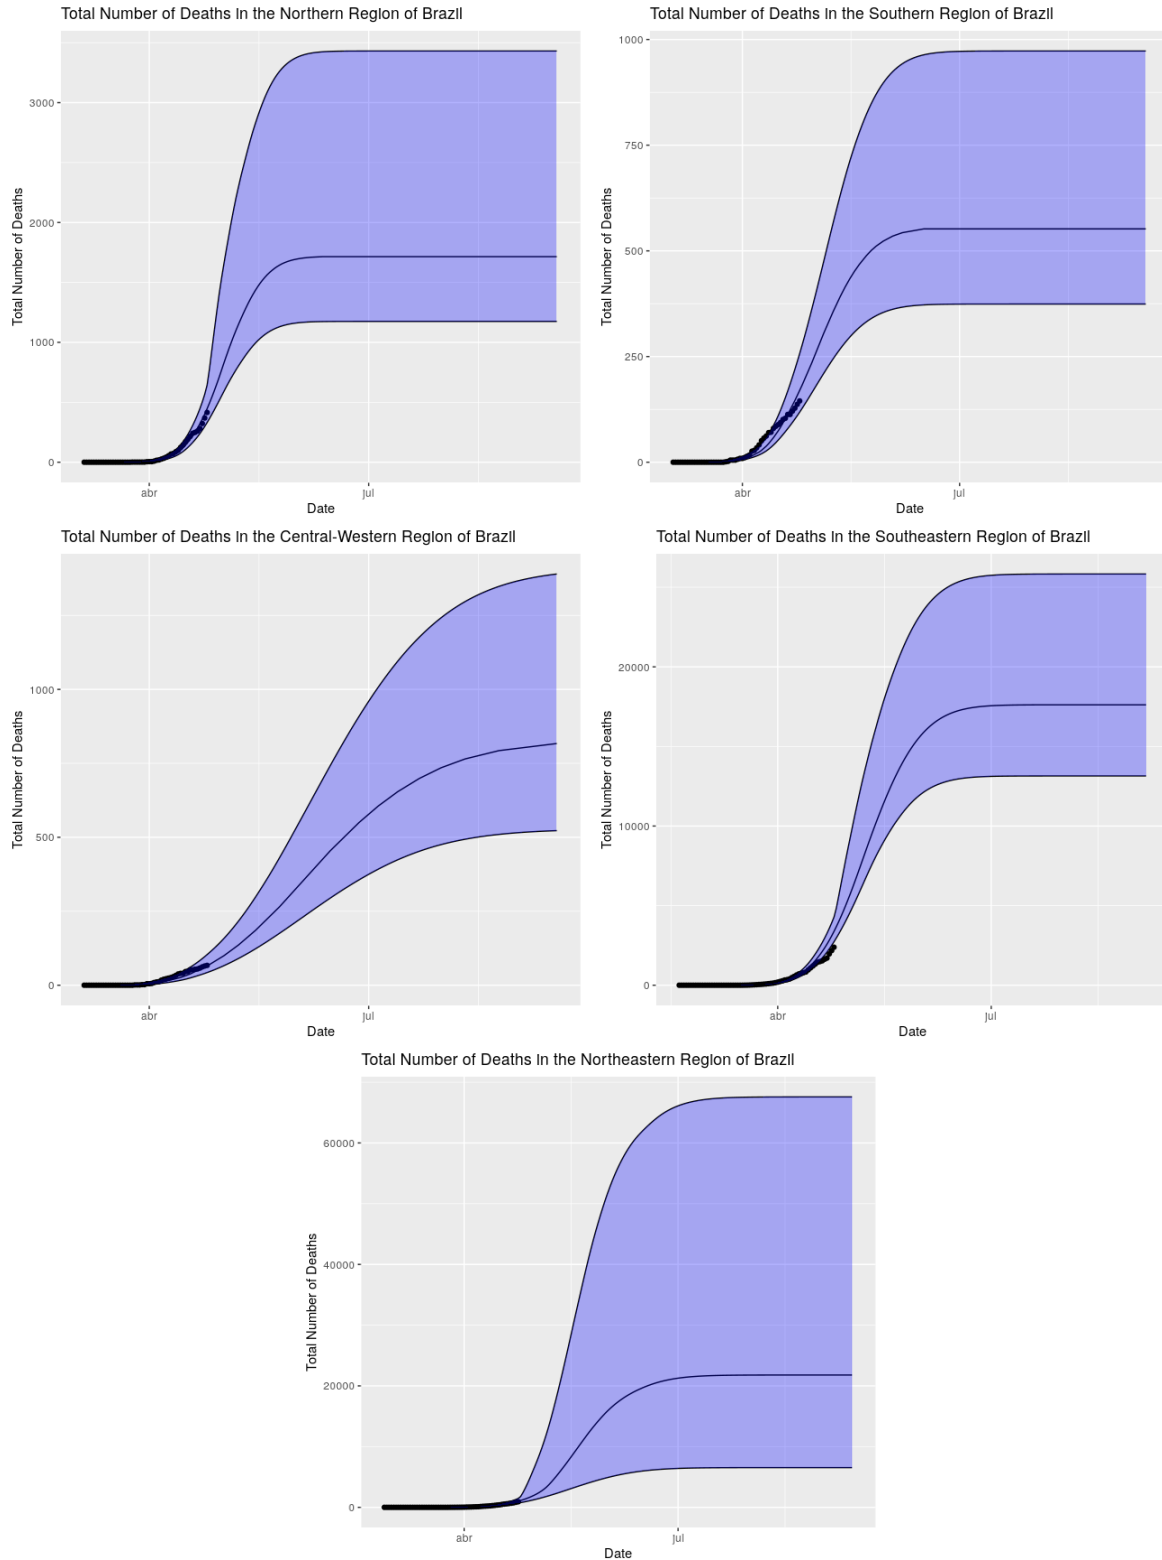 Total Number of Deaths in the Northern Region of Brazil
Total Number of Deaths
3000
2000
1000
0
abr
jul
Date
Total Number of Deaths in the Southern Region of Brazil
Total Number of Deaths
1000
750
500
250
0
abr
jul
Date
Total Number of Deaths in the Central-Western Region of Brazil
Total Number of Deaths
1000
500
0
abr
jul
Date
Total Number of Deaths in the Southeastern Region of Brazil
Total Number of Deaths
20000
10000
0
abr
jul
Date
Total Number of Deaths in the Northeastern Region of Brazil
Total Number of Deaths
60000
40000
20000
0
abr
jul
Date